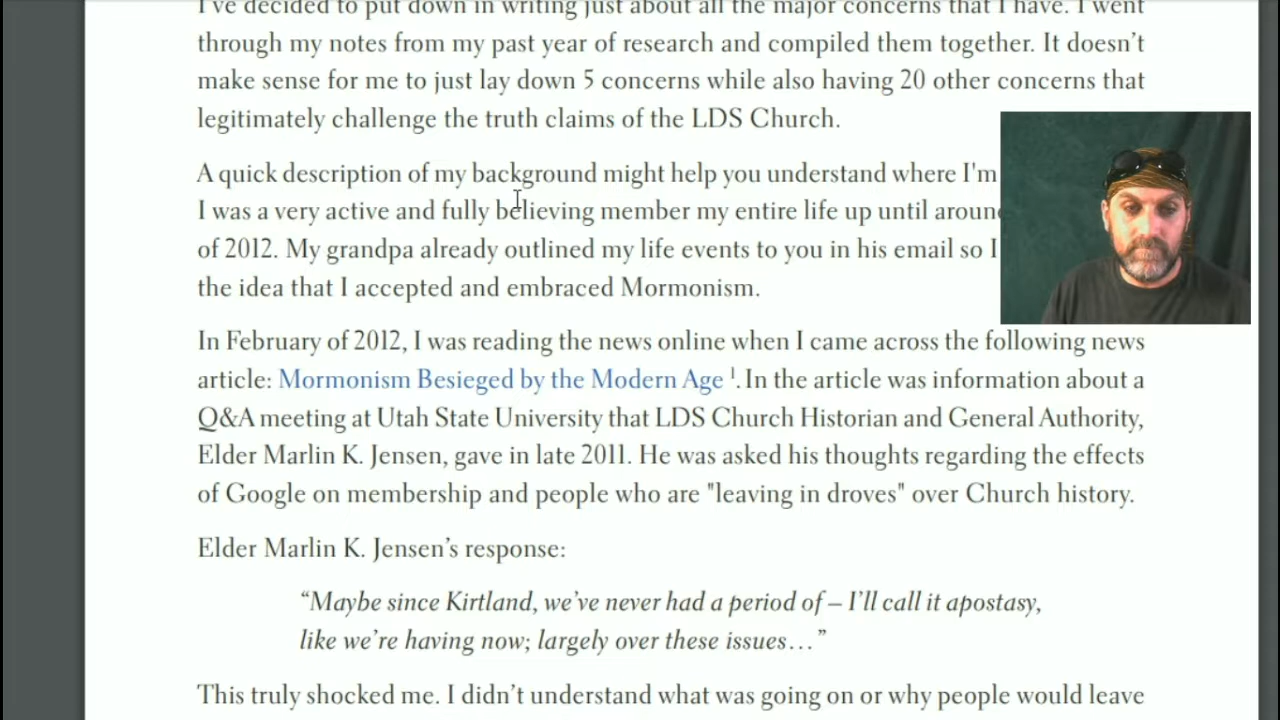 I've decided to put down in writing just about all the major concerns that I have. I went
through my notes from my past year of research and compiled them together. It doesn't
make sense for me to just lay down 5 concerns while also having 20 other concerns that
legitimately challenge the truth claims of the LDS Church.
A quick description of my background might help you understand where I'm
I was a very active and fully believing member my entire life up until aroun
of 2012. My grandpa already outlined my life events to you in his email so I
the idea that I accepted and embraced Mormonism.
In February of 2012, I was reading the news online when I came across the following news
article: Mormonism Besieged by the Modern Age ¹. In the article was information about a
Q&A meeting at Utah State University that LDS Church Historian and General Authority,
Elder Marlin K. Jensen, gave in late 2011. He was asked his thoughts regarding the effects
of Google on membership and people who are "leaving in droves" over Church history.
Elder Marlin K. Jensen's response:
“Maybe since Kirtland, we've never had a period of – I'll call it apostasy,
like we're having now; largely over these issues…”
This truly shocked me. I didn't understand what was going on or why people would leave